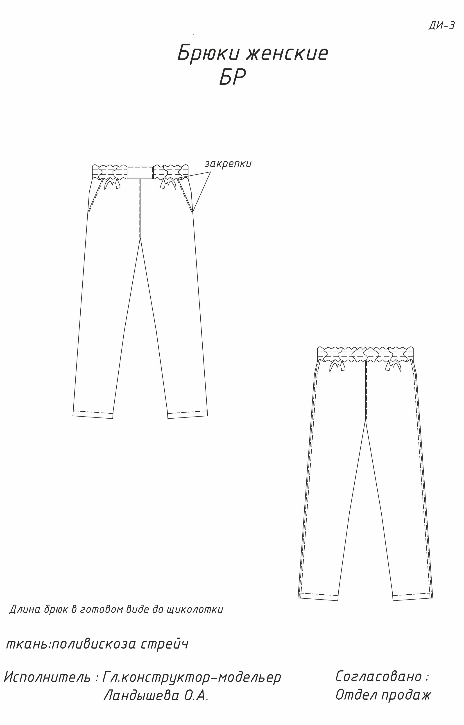 ДИ-3
Брюки женские
БР
закрепки
Длина брюк в готовом виде до щиколотки
ткань:поливискоза стрейч
Исполнитель : Гл.конструктор-модельер
Ландышева О.А.
Согласовано :
Отдел продаж